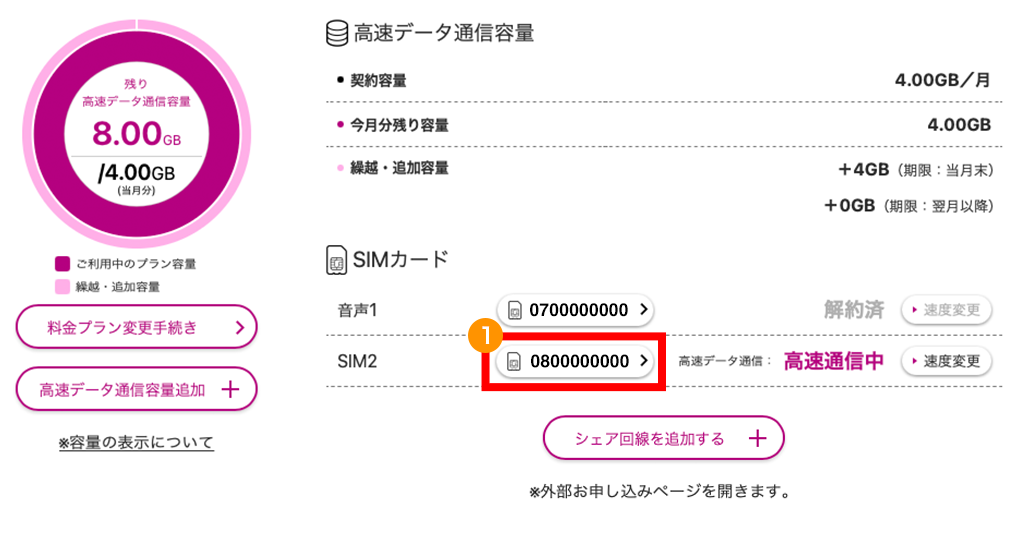 残り
高速データ通信容量
8.00GB
/4.00GB
(当月分)
ご利用中のプラン容量
繰越・追加容量
料金プラン変更手続き
高速データ通信容量追加
※容量の表示について
高速データ通信容量
契約容量 4.00GB／月
今月分残り容量 4.00GB
繰越・追加容量 +4GB（期限：当月末）
+0GB（期限：翌月以降）
SIMカード
音声1 0700000000 解約済 速度変更
1
SIM2 0800000000 高速データ通信： 高速通信中 速度変更
シェア回線を追加する
※外部お申し込みページを開きます。